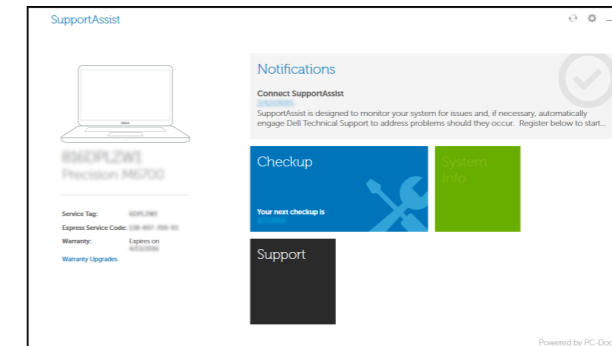 SupportAssist
Notifications
Connect SupportAssist
SupportAssist is designed to monitor your system for issues and, if necessary, automatically
engage Dell Technical Support to address problems should they occur. Register below to start...
Precision M6700
Checkup
System
Info
Service Tag:
Express Service Code:
Warranty: Expires on
Warranty Upgrades
Your next checkup is
Support
Powered by PC-Doc